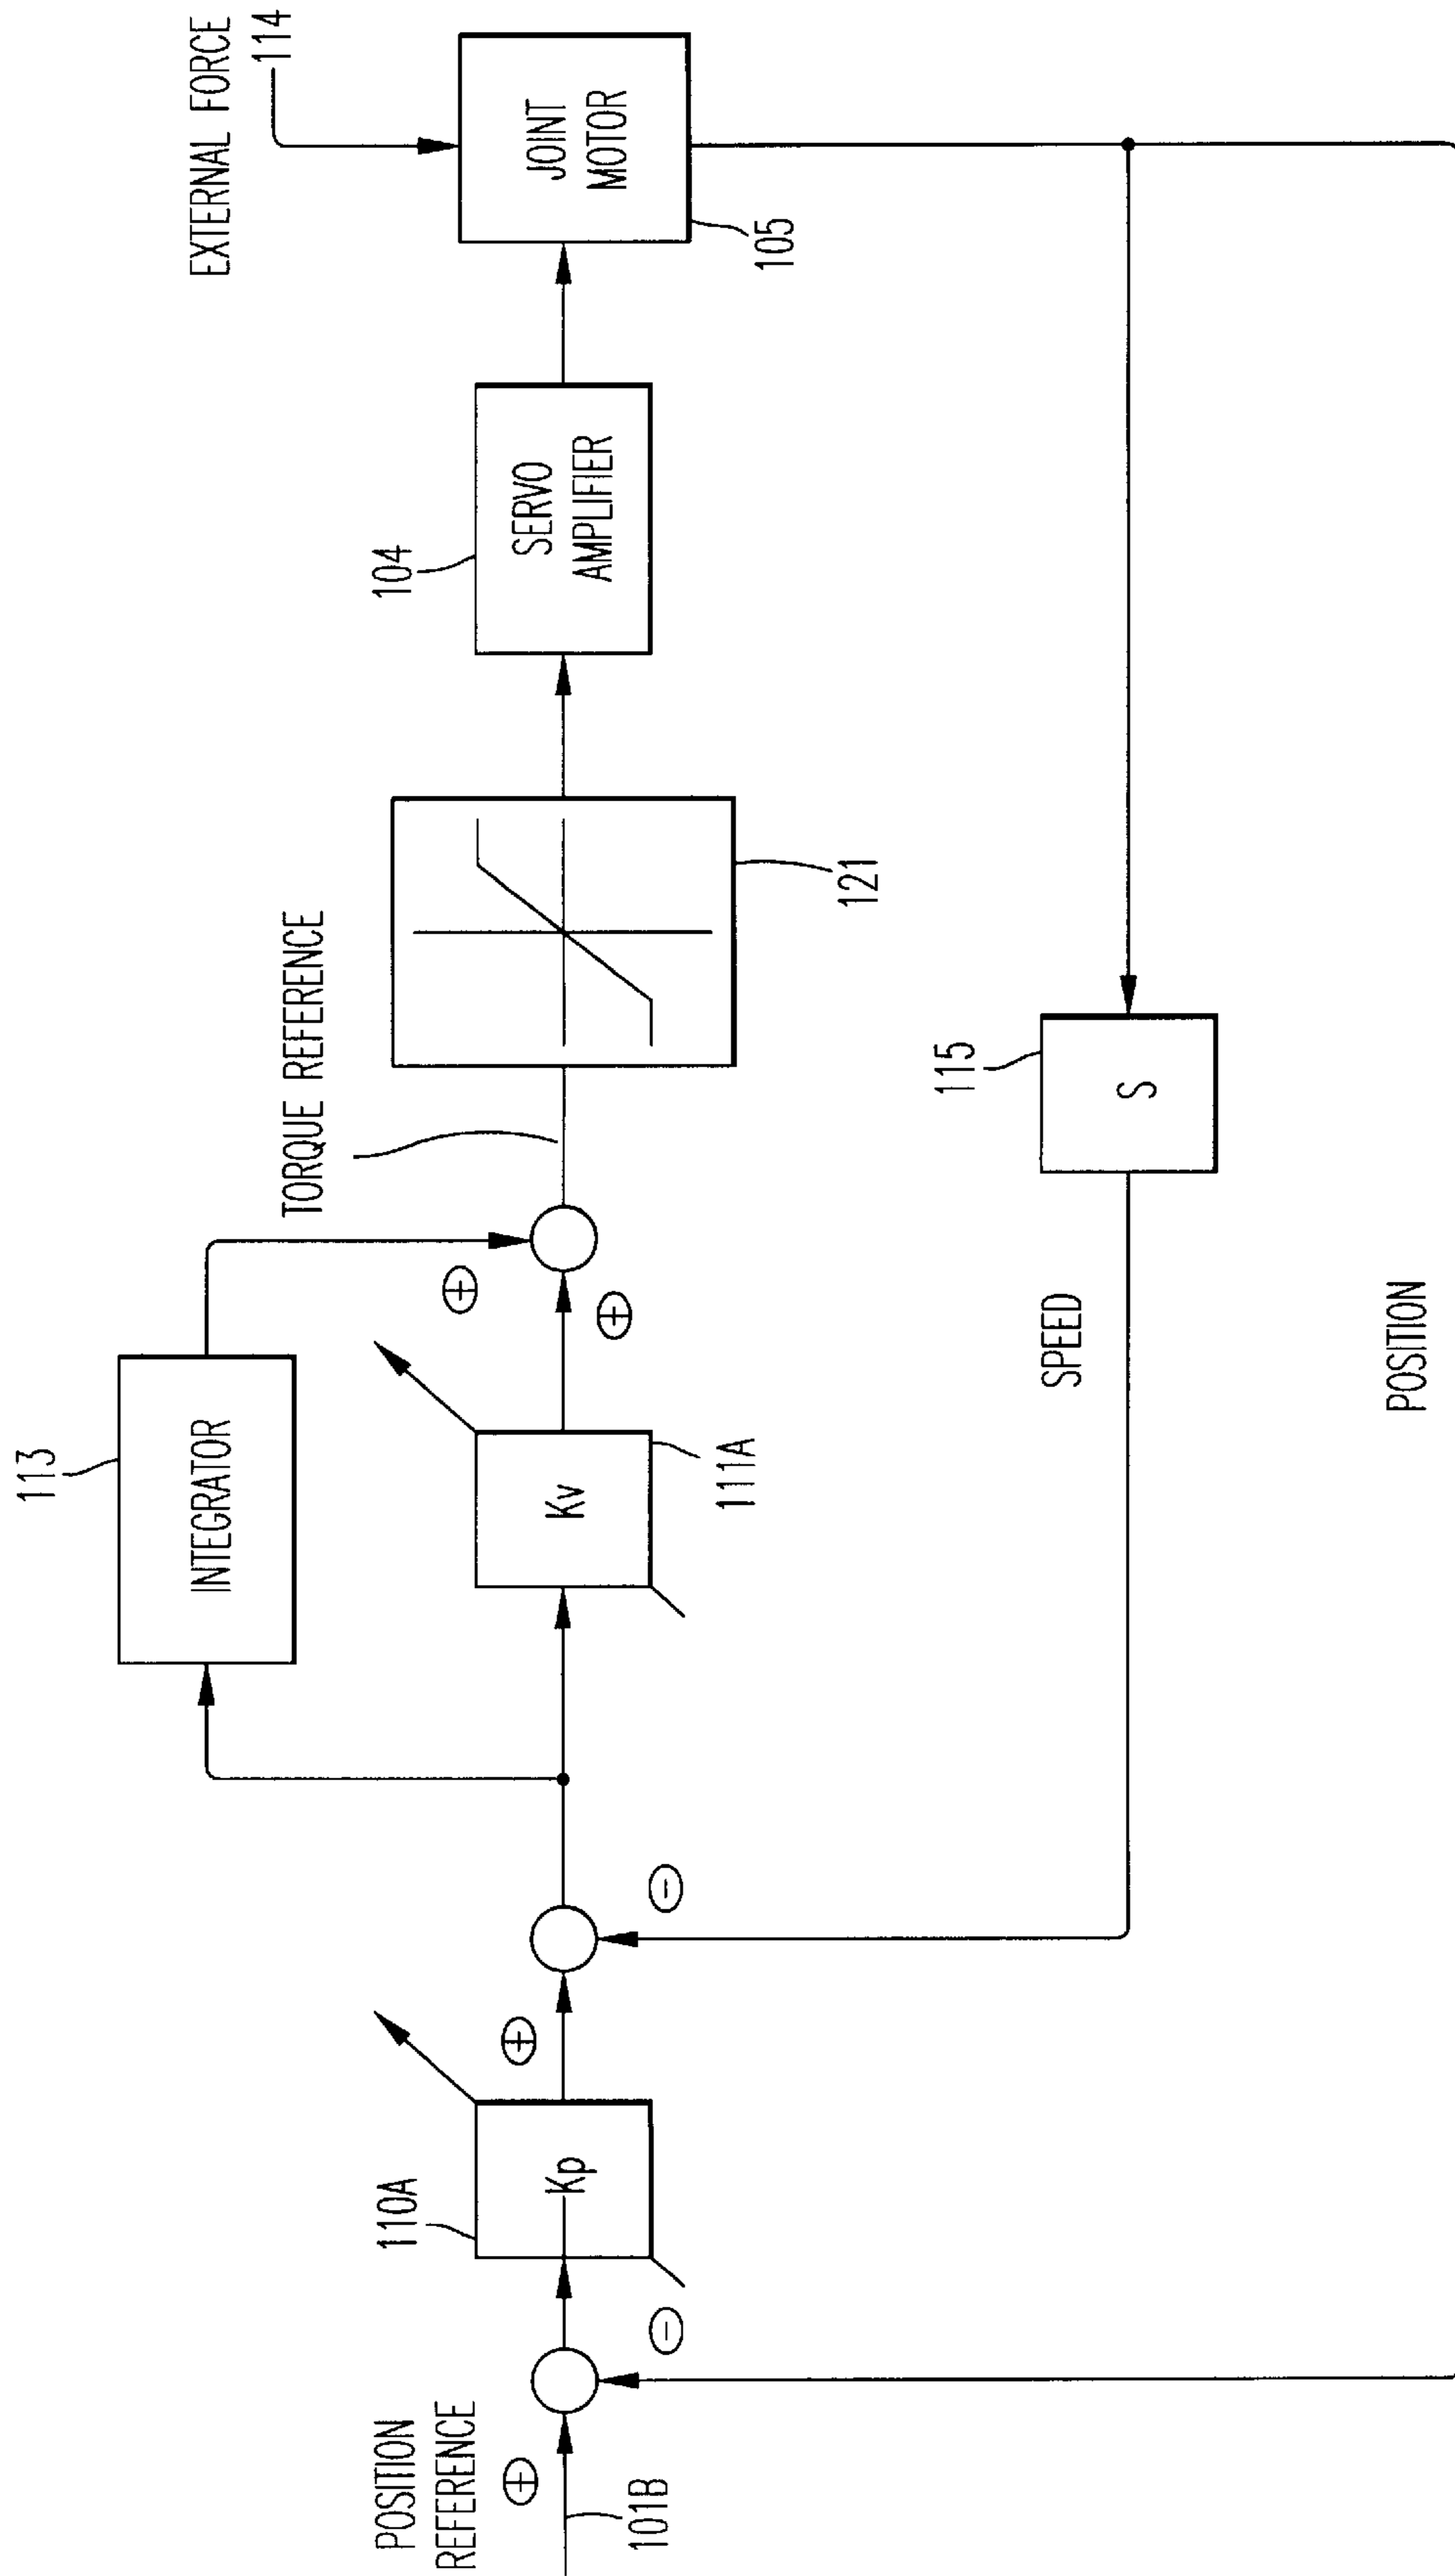 POSITION
REFERENCE
⊕
101B
⊖
110A
Kp
⊕
⊖
113
INTEGRATOR
Kv
111A
⊕
⊕
TORQUE REFERENCE
121
104
SERVO
AMPLIFIER
EXTERNAL FORCE
114
JOINT
MOTOR
105
115
S
SPEED
POSITION